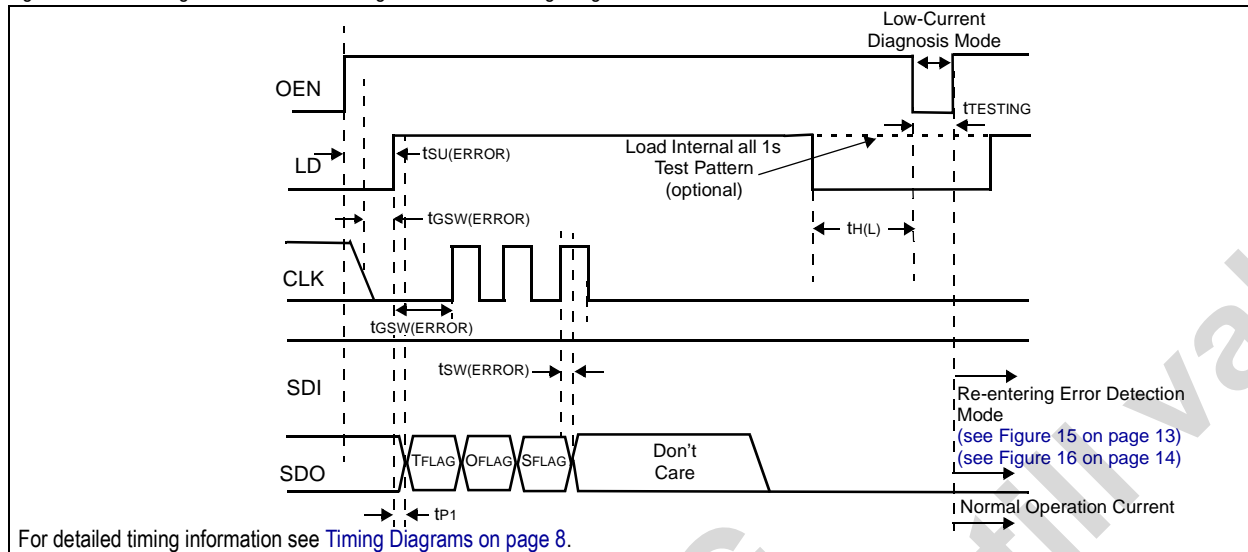 Low-Current
Diagnosis Mode
OEN
tTESTING
LD
tSU(ERROR)
Load Internal all 1s
Test Pattern
(optional)
tGSW(ERROR)
tH(L)
CLK
tGSW(ERROR)
tSW(ERROR)
SDI
Re-entering Error Detection
Mode
(see Figure 15 on page 13)
(see Figure 16 on page 14)
SDO
TFLAG
OFLAG
SFLAG
Don't
Care
tP1
Normal Operation Current
For detailed timing information see Timing Diagrams on page 8.